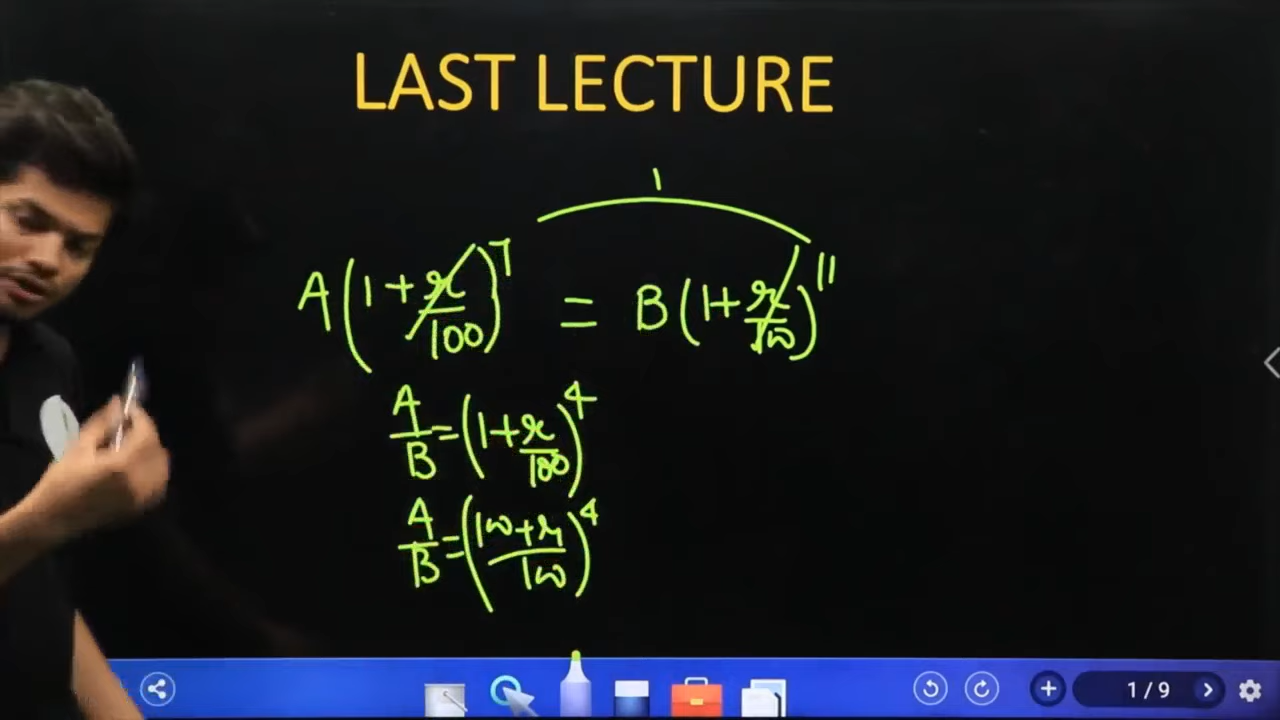 LAST LECTURE
1
A(1+r/100)^7 = B(1+r/100)^11
A/B=(1+r/100)^4
A/B=(100+r/100)^4
1 / 9